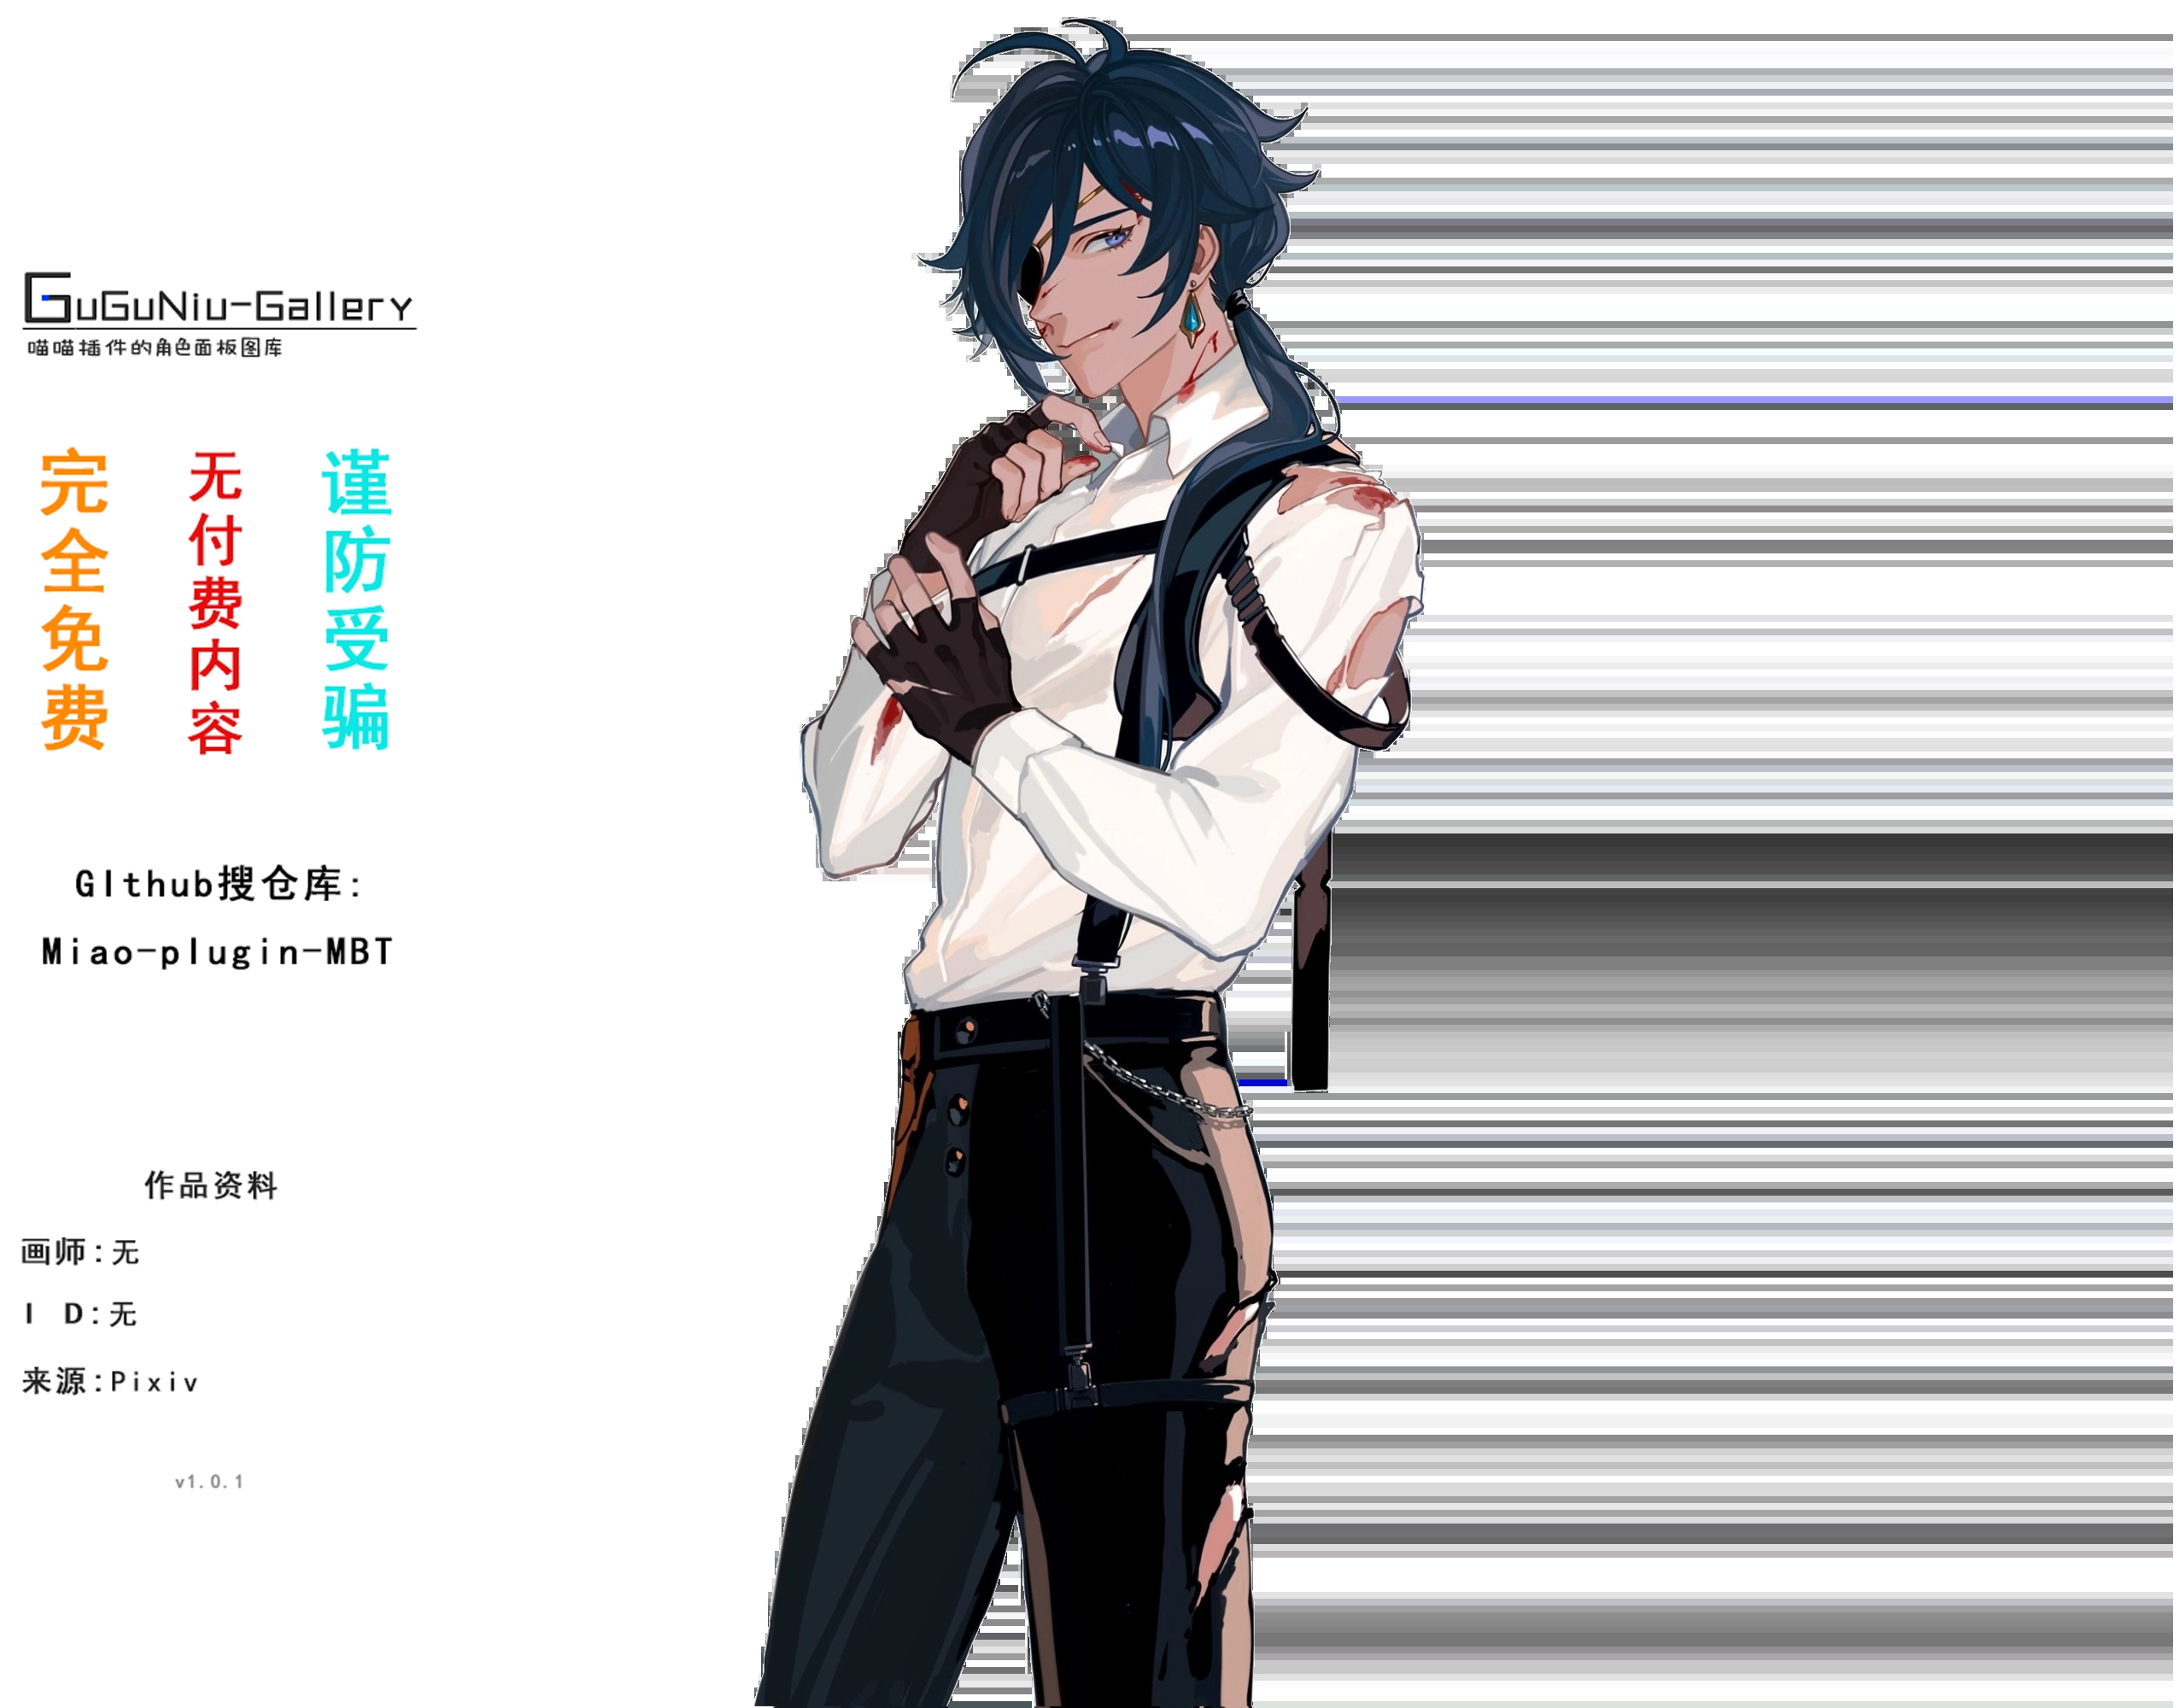 GuGuNiu-Gallery
喵喵插件的角色面板图库
完全免费
无付费内容
谨防受骗
GIthub搜仓库:
Miao-plugin-MBT
作品资料
画师:无
I D:无
来源:Pixiv
v1.0.1